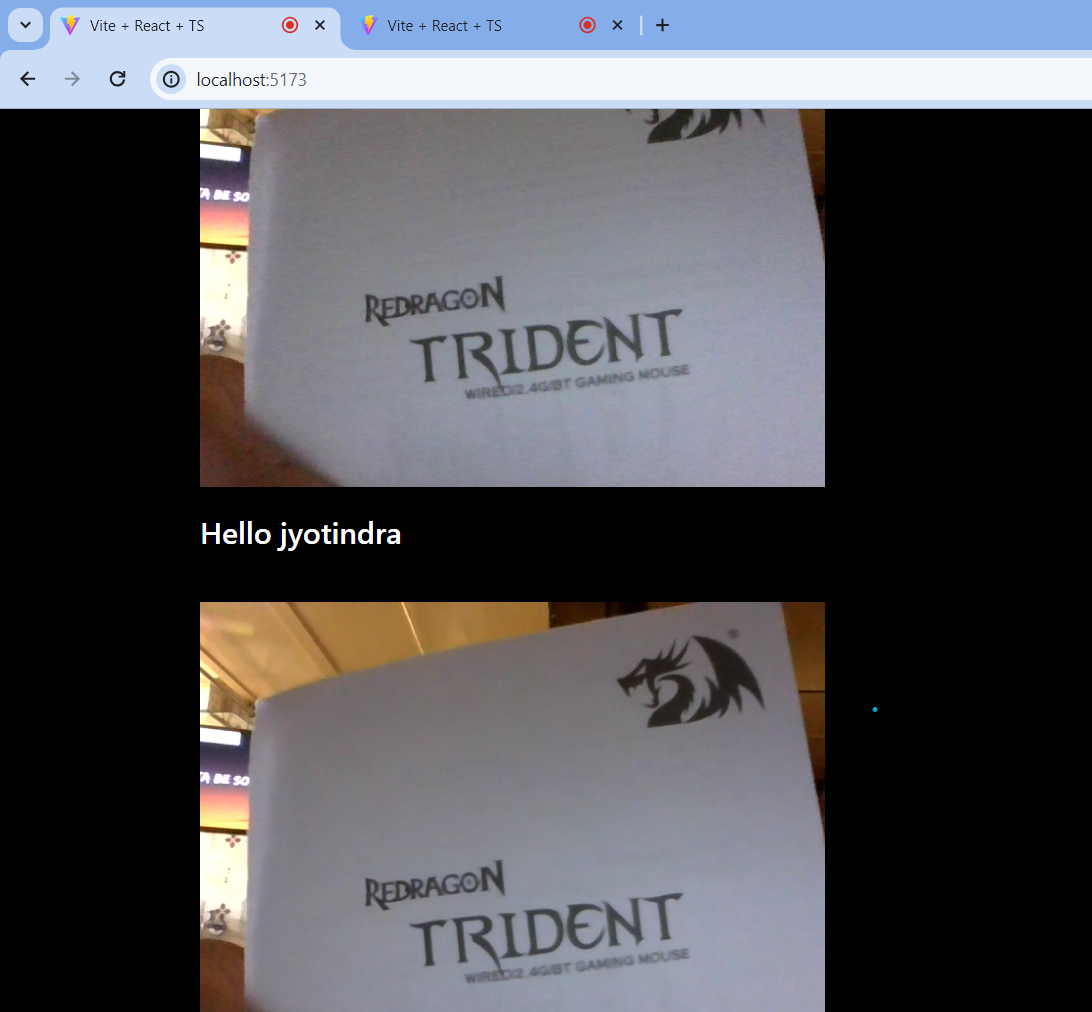 Vite + React + TS
Vite + React + TS
localhost:5173
BE SO
REDRAGON
TRIDENT
WIRED/2.4G/BT GAMING MOUSE
Hello jyotindra
BE SO
REDRAGON
TRIDENT
WIRED/2.4G/BT GAMING MOUSE